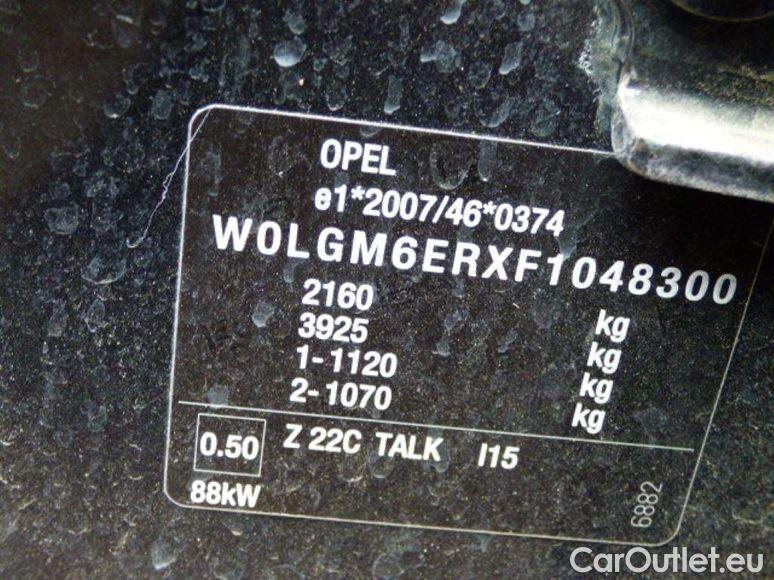 OPEL
e1*2007/46*0374
W0LGM6ERXF1048300
2160 kg
3925 kg
1-1120 kg
2-1070 kg
0.50 Z 22C TALK I15
88kW
6882
CarOutlet.eu